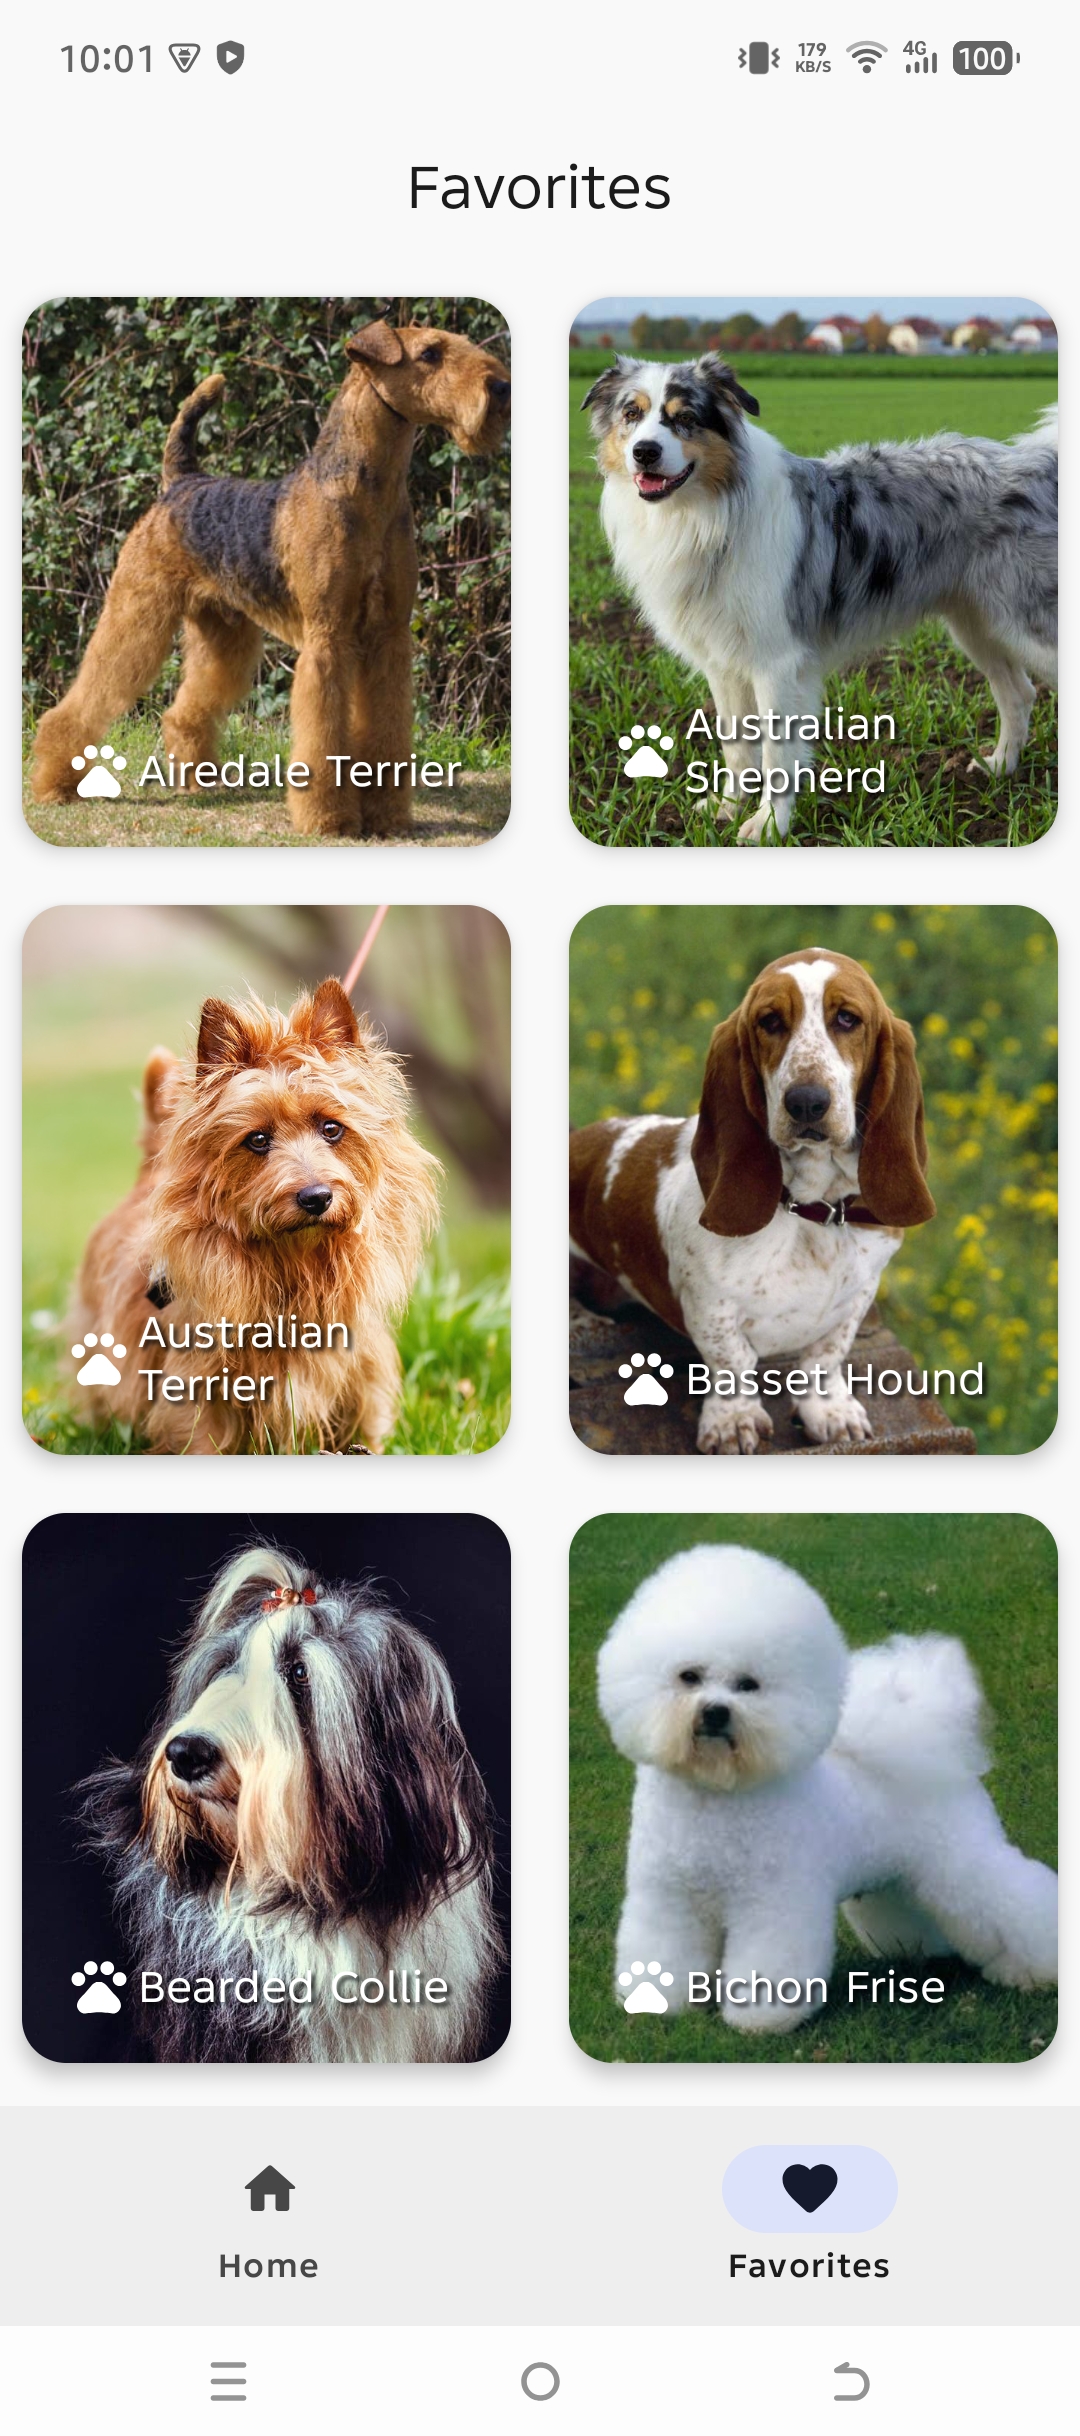 10:01
179
KB/S
4G
100
Favorites
Airedale Terrier
Australian
Shepherd
Australian
Terrier
Basset Hound
Bearded Collie
Bichon Frise
Home
Favorites